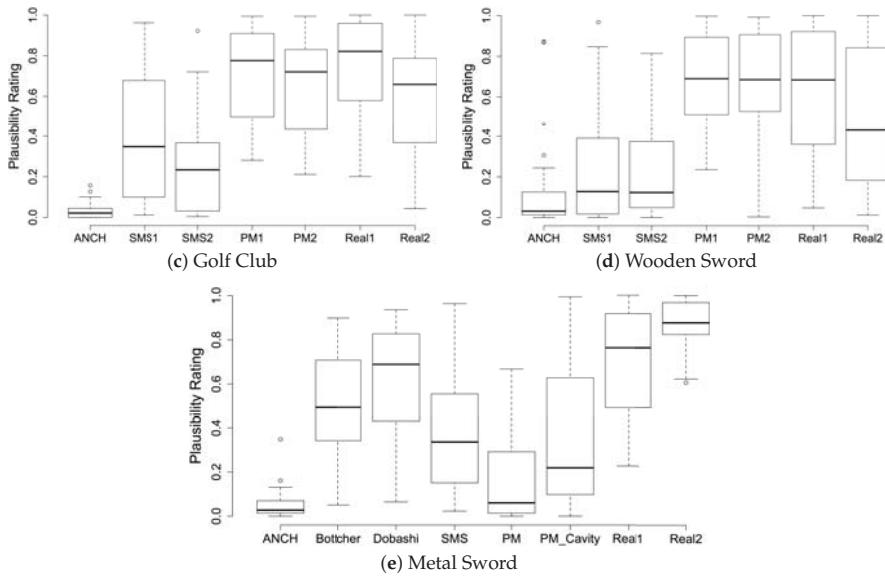 Plausibility Rating
1.0
0.8
0.6
0.4
0.2
0.0
ANCH SMS1 SMS2 PM1 PM2 Real1 Real2
(c) Golf Club
Plausibility Rating
1.0
0.8
0.6
0.4
0.2
0.0
ANCH SMS1 SMS2 PM1 PM2 Real1 Real2
(d) Wooden Sword
Plausibility Rating
1.0
0.8
0.6
0.4
0.2
0.0
ANCH Bottcher Dobashi SMS PM PM_Cavity Real1 Real2
(e) Metal Sword